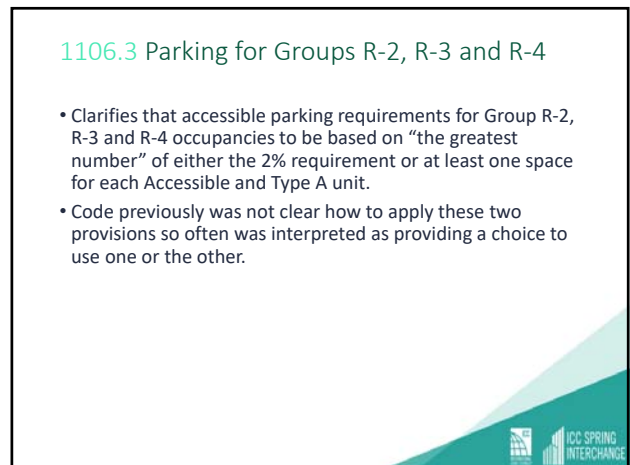 1106.3 Parking for Groups R-2, R-3 and R-4
• Clarifies that accessible parking requirements for Group R-2,
R-3 and R-4 occupancies to be based on “the greatest
number” of either the 2% requirement or at least one space
for each Accessible and Type A unit.
• Code previously was not clear how to apply these two
provisions so often was interpreted as providing a choice to
use one or the other.
ICC SPRING
INTERCHANGE